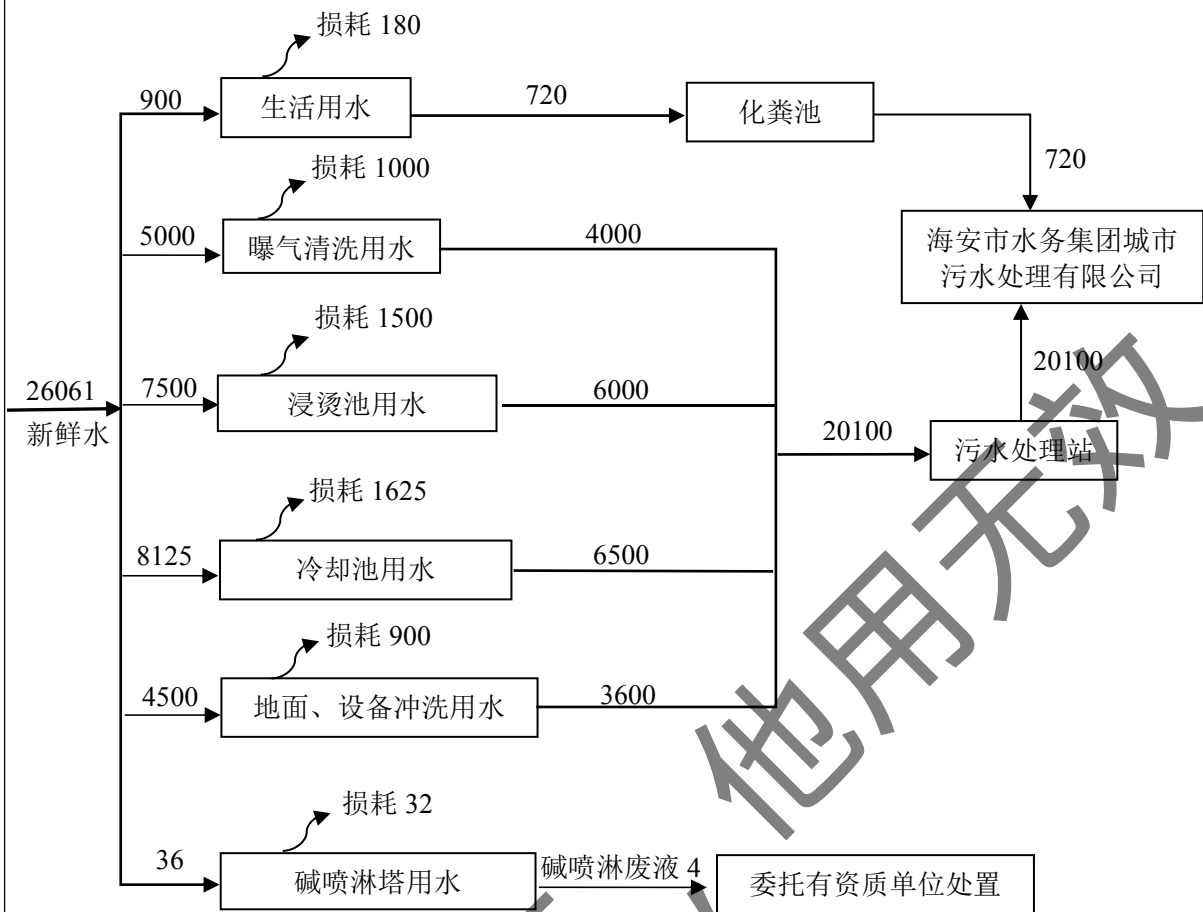 损耗 180
900
生活用水
720
化粪池
720
损耗 1000
5000
曝气清洗用水
4000
海安市水务集团城市
污水处理有限公司
损耗 1500
26061
新鲜水
7500
浸烫池用水
6000
20100
20100
污水处理站
损耗 1625
8125
冷却池用水
6500
损耗 900
4500
地面、设备冲洗用水
3600
损耗 32
36
碱喷淋塔用水
碱喷淋废液 4
委托有资质单位处置
他用无效